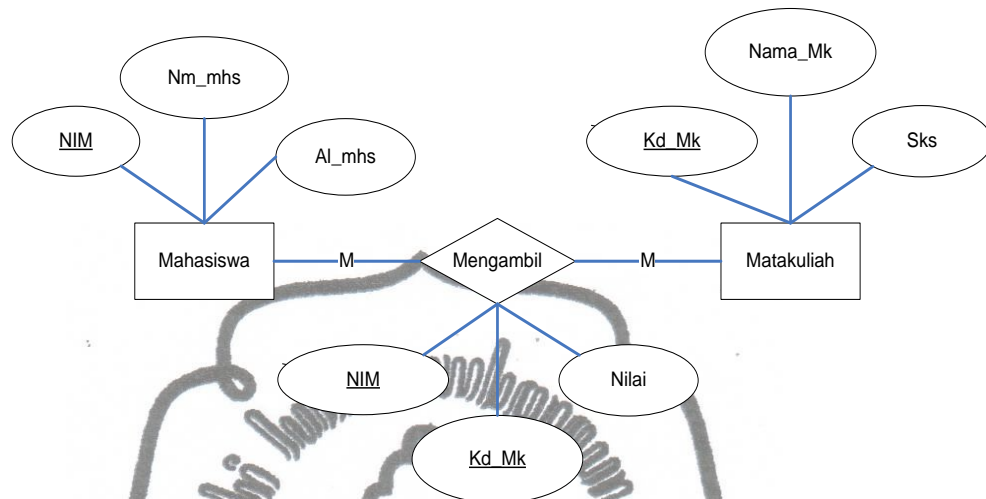 Nama_Mk
Nm_mhs
NIM
Al_mhs
Kd_Mk
Sks
Mahasiswa
M
Mengambil
M
Matakuliah
NIM
Nilai
Kd_Mk